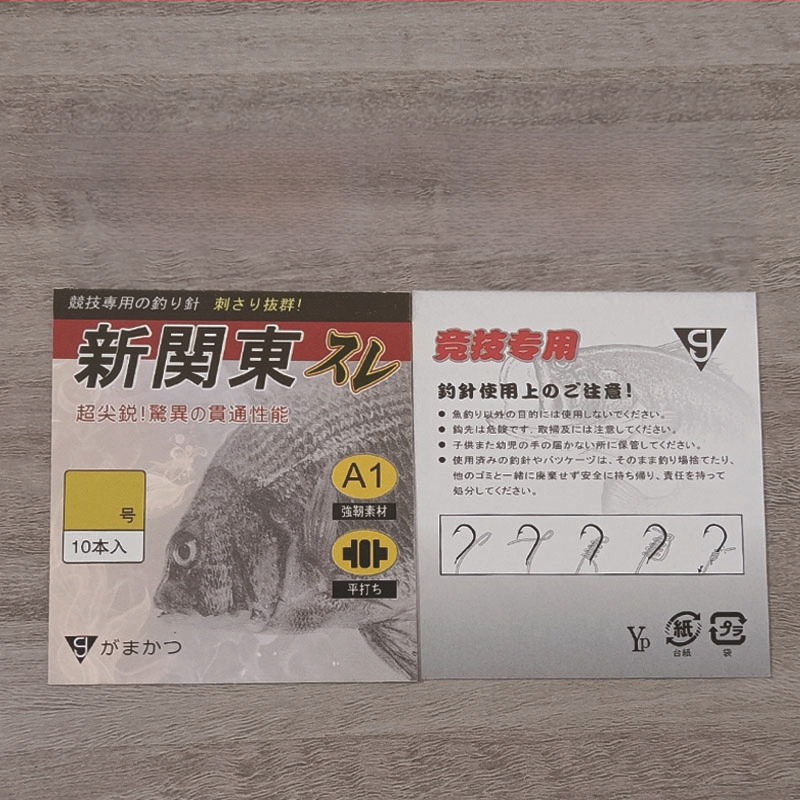 競技専用の釣り針 刺さり抜群!
新関東スレ
超尖鋭!驚異の貫通性能
A1
強靭素材
号
10本入
平打ち
がまかつ
竞技专用
釣針使用上のご注意!
● 魚釣り以外の目的には使用しないでください。
● 鈎先は危険です、取掃及には注意してください。
● 子供また幼児の手の届かない所に保管してください。
● 使用済みの釣針やパツケージは、そのまま釣り場捨てたり、
他のゴミと一緒に廃棄せず安全に持ち帰り、責任を持って
処分してください。
Yp
紙
台紙
プラ
袋